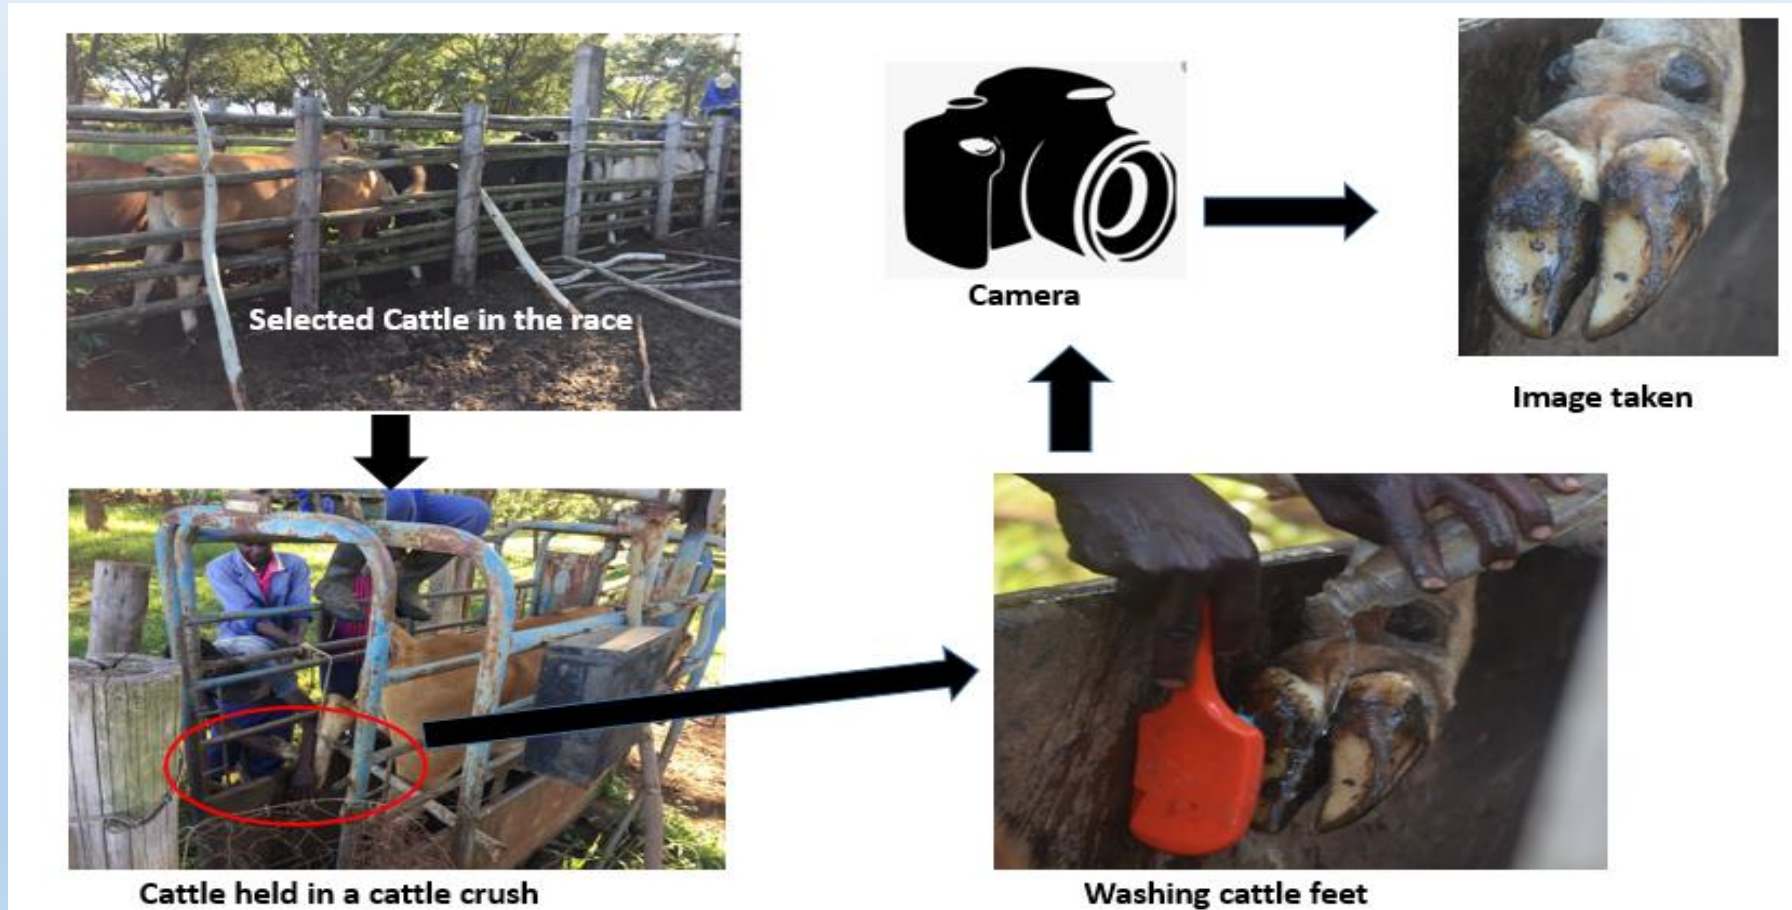 Selected Cattle in the race
Cattle held in a cattle crush
Washing cattle feet
Camera
Image taken